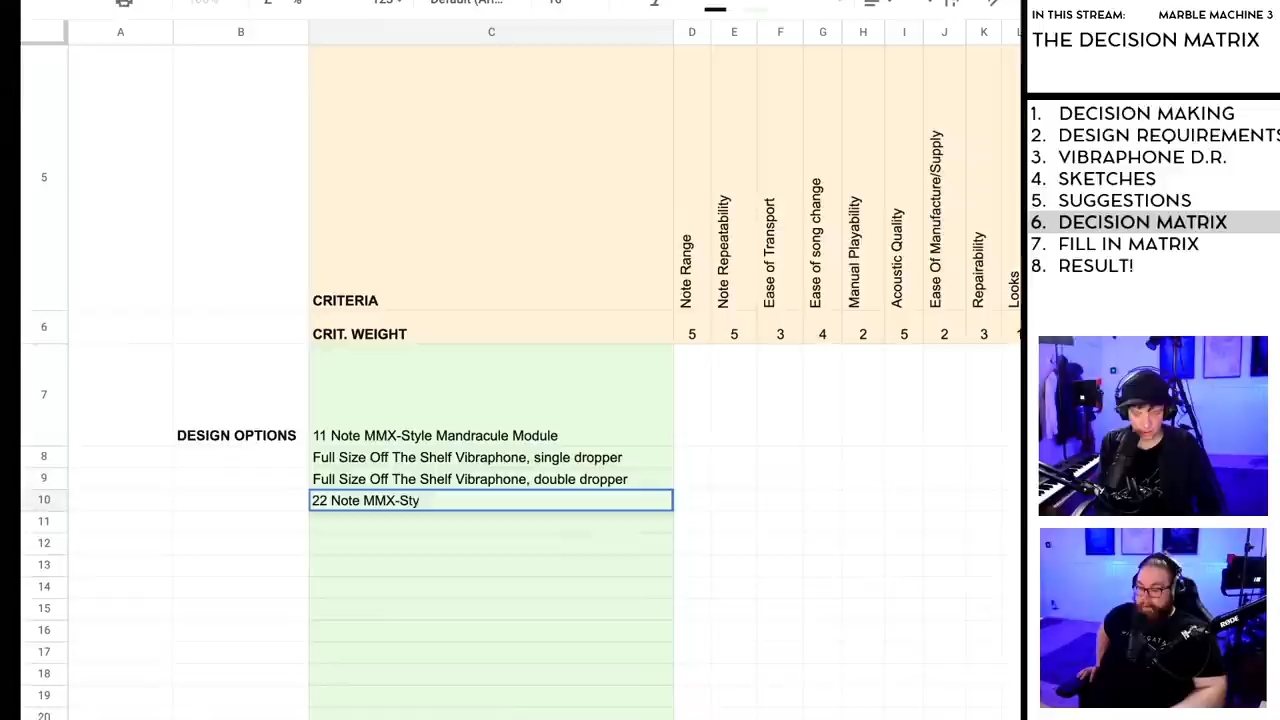 IN THIS STREAM: MARBLE MACHINE 3
THE DECISION MATRIX
1. DECISION MAKING
2. DESIGN REQUIREMENTS
3. VIBRAPHONE D.R.
4. SKETCHES
5. SUGGESTIONS
6. DECISION MATRIX
7. FILL IN MATRIX
8. RESULT!
A B C D E F G H I J K
5
CRITERIA
Note Range
Note Repeatability
Ease of Transport
Ease of song change
Manual Playability
Acoustic Quality
Ease Of Manufacture/Supply
Repairability
Looks
6 CRIT. WEIGHT 5 5 3 4 2 5 2 3 1
7 DESIGN OPTIONS 11 Note MMX-Style Mandracule Module
8 Full Size Off The Shelf Vibraphone, single dropper
9 Full Size Off The Shelf Vibraphone, double dropper
10 22 Note MMX-Sty
11
12
13
14
15
16
17
18
19
20
RØDE